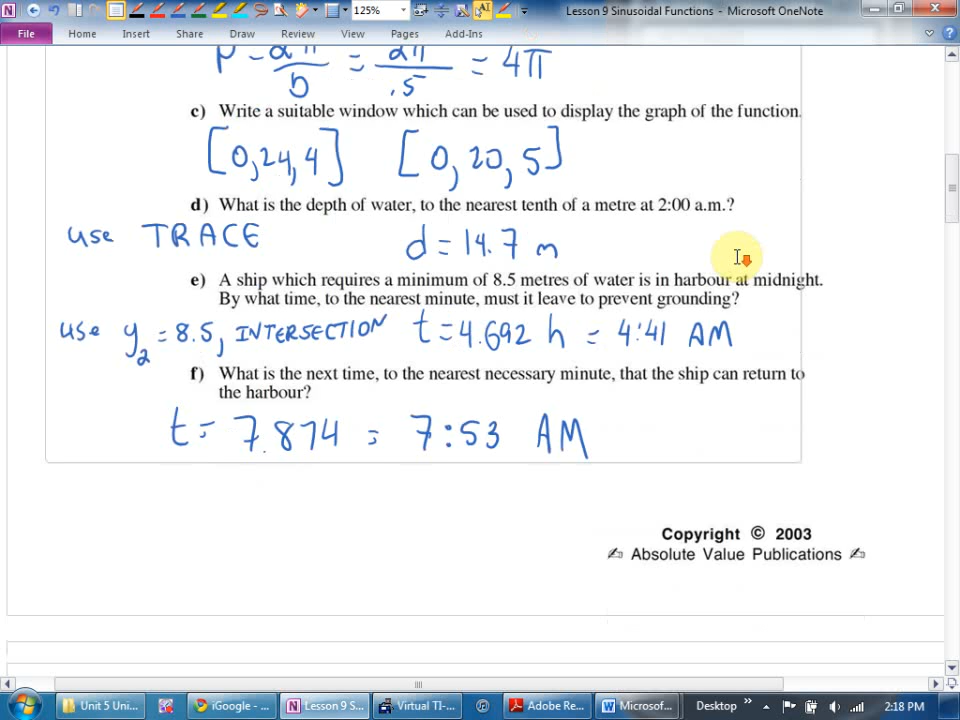 Lesson 9 Sinusoidal Functions - Microsoft OneNote
125%
File Home Insert Share Draw Review View Pages Add-Ins
P = 2π/b = 2π/.5 = 4π
c) Write a suitable window which can be used to display the graph of the function.
[0,24,4] [0,20,5]
d) What is the depth of water, to the nearest tenth of a metre at 2:00 a.m.?
use TRACE d = 14.7 m
e) A ship which requires a minimum of 8.5 metres of water is in harbour at midnight.
By what time, to the nearest minute, must it leave to prevent grounding?
use y2 = 8.5, INTERSECTION t = 4.692 h = 4:41 AM
f) What is the next time, to the nearest necessary minute, that the ship can return to
the harbour?
t = 7.874 = 7:53 AM
Copyright © 2003
Absolute Value Publications
Desktop »
Unit 5 Uni... iGoogle - ... Lesson 9 S... Virtual TI-... Adobe Re... Microsof... 2:18 PM